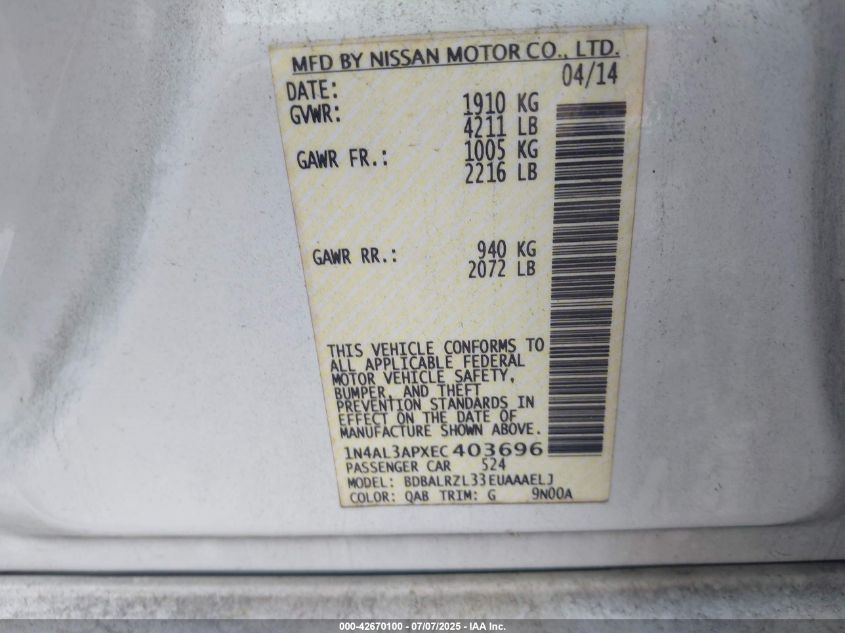 MFD BY NISSAN MOTOR CO., LTD.
DATE: 04/14
GVWR: 1910 KG
4211 LB
GAWR FR.: 1005 KG
2216 LB
GAWR RR.: 940 KG
2072 LB
THIS VEHICLE CONFORMS TO
ALL APPLICABLE FEDERAL
MOTOR VEHICLE SAFETY,
BUMPER, AND THEFT
PREVENTION STANDARDS IN
EFFECT ON THE DATE OF
MANUFACTURE SHOWN ABOVE.
1N4AL3APXEC403696
PASSENGER CAR 524
MODEL: BDBALRZL33EUAAAELJ
COLOR: QAB TRIM: G 9N00A
000-42670100 - 07/07/2025 - IAA Inc.